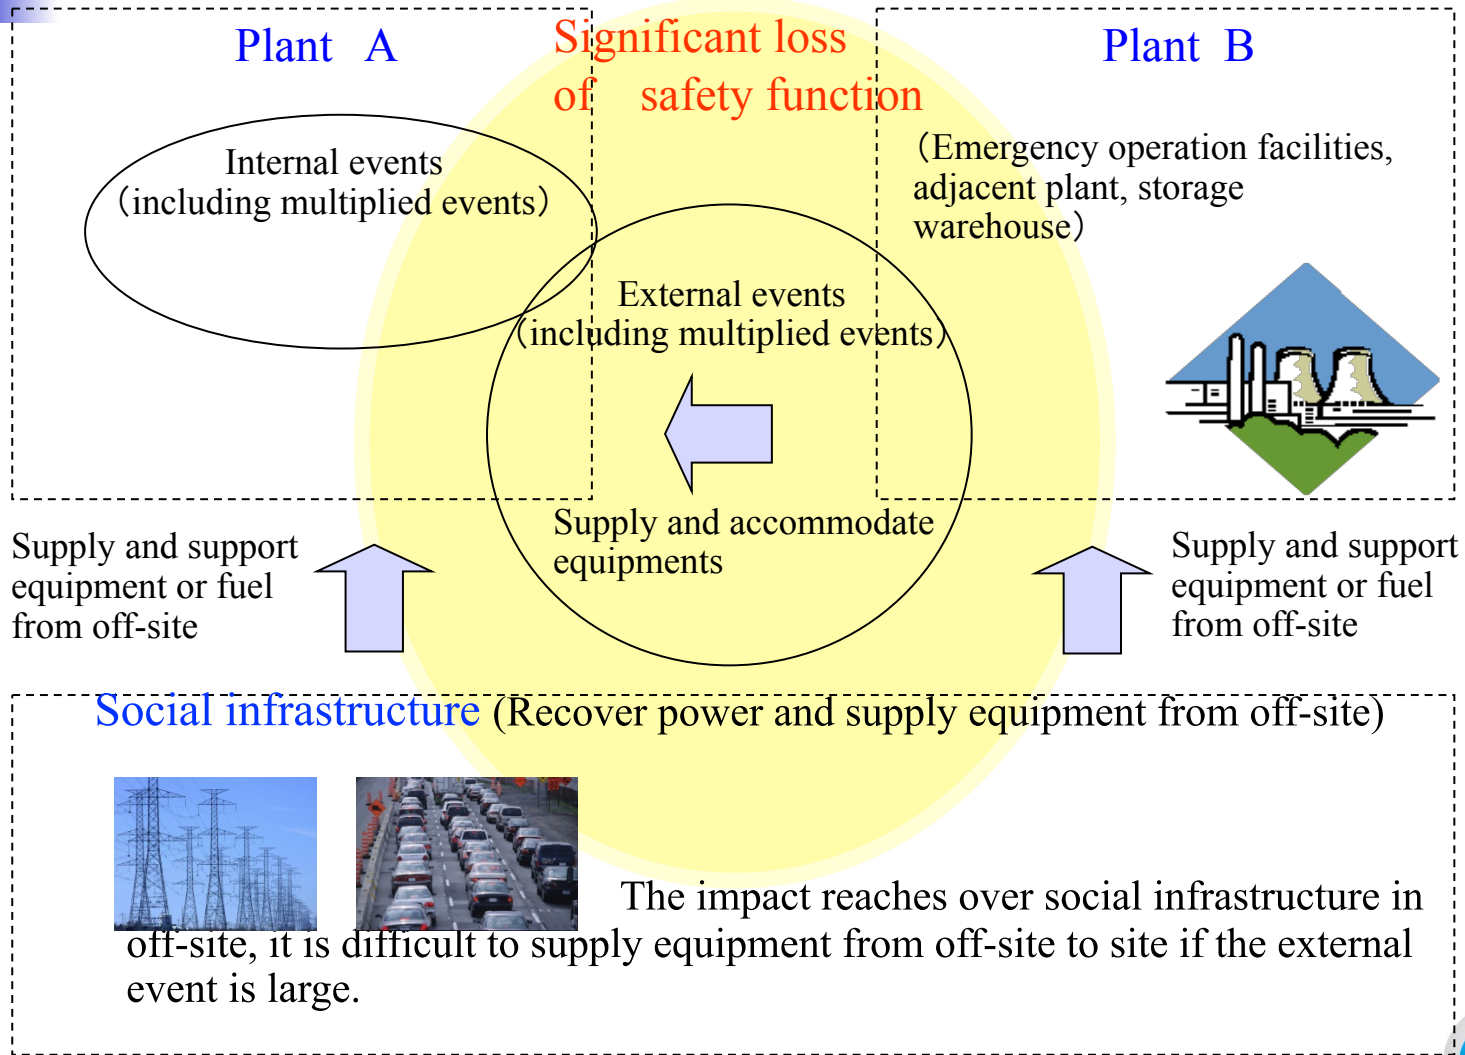 Plant A
Significant loss
of safety function
Plant B
Internal events
（including multiplied events）
（Emergency operation facilities,
adjacent plant, storage
warehouse）
External events
（including multiplied events）
Supply and accommodate
equipments
Supply and support
equipment or fuel
from off-site
Supply and support
equipment or fuel
from off-site
Social infrastructure (Recover power and supply equipment from off-site)
The impact reaches over social infrastructure in
off-site, it is difficult to supply equipment from off-site to site if the external
event is large.